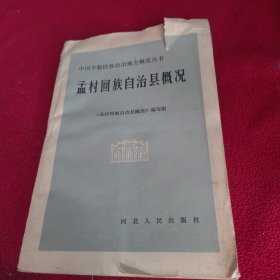 中国少数民族自治地方概况丛书
孟村回族自治县概况
《孟村回族自治县概况》编写组
河北人民出版社